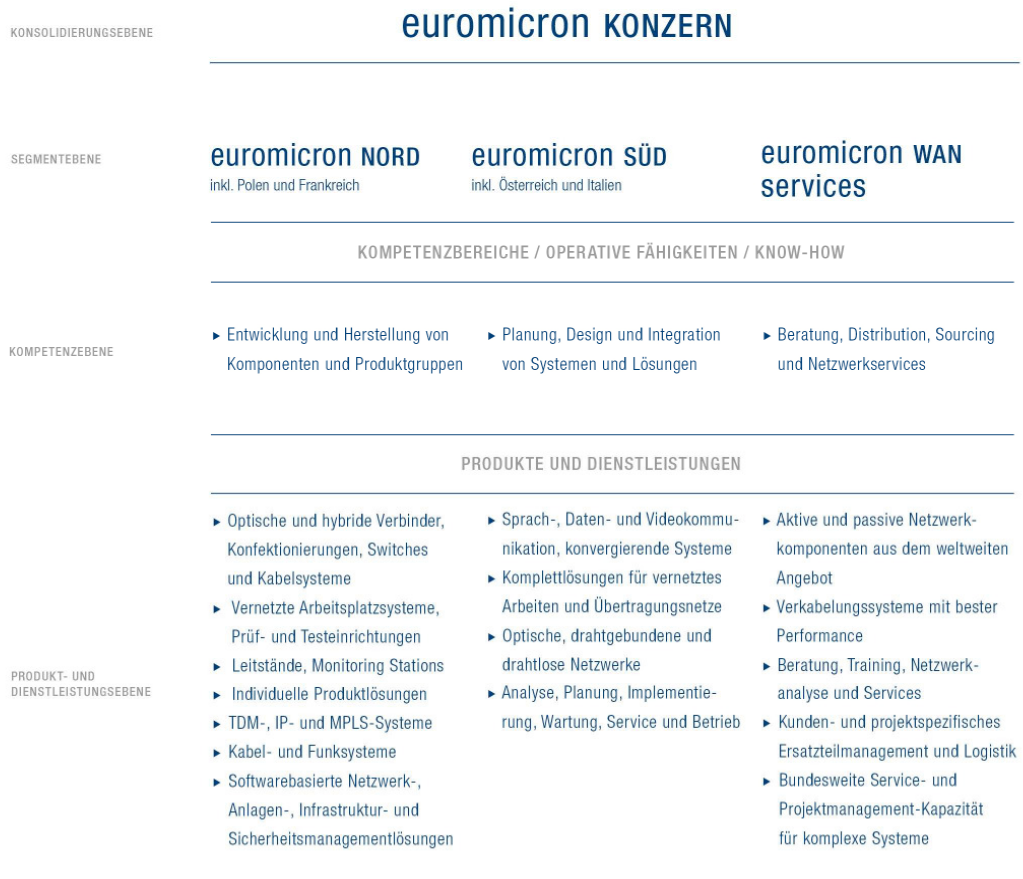 KONSOLIDIERUNGSEBENE
euromicron KONZERN
SEGMENTEBENE
euromicron NORD
inkl. Polen und Frankreich
euromicron SÜD
inkl. Österreich und Italien
euromicron WAN
services
KOMPETENZBEREICHE / OPERATIVE FÄHIGKEITEN / KNOW-HOW
KOMPETENZEBENE
▸ Entwicklung und Herstellung von
Komponenten und Produktgruppen
▸ Planung, Design und Integration
von Systemen und Lösungen
▸ Beratung, Distribution, Sourcing
und Netzwerkservices
PRODUKTE UND DIENSTLEISTUNGEN
PRODUKT- UND
DIENSTLEISTUNGSEBENE
▸ Optische und hybride Verbinder,
Konfektionierungen, Switches
und Kabelsysteme
▸ Vernetzte Arbeitsplatzsysteme,
Prüf- und Testeinrichtungen
▸ Leitstände, Monitoring Stations
▸ Individuelle Produktlösungen
▸ TDM-, IP- und MPLS-Systeme
▸ Kabel- und Funksysteme
▸ Softwarebasierte Netzwerk-,
Anlagen-, Infrastruktur- und
Sicherheitsmanagementlösungen
▸ Sprach-, Daten- und Videokommu-
nikation, konvergierende Systeme
▸ Komplettlösungen für vernetztes
Arbeiten und Übertragungsnetze
▸ Optische, drahtgebundene und
drahtlose Netzwerke
▸ Analyse, Planung, Implementie-
rung, Wartung, Service und Betrieb
▸ Aktive und passive Netzwerk-
komponenten aus dem weltweiten
Angebot
▸ Verkabelungssysteme mit bester
Performance
▸ Beratung, Training, Netzwerk-
analyse und Services
▸ Kunden- und projektspezifisches
Ersatzteilmanagement und Logistik
▸ Bundesweite Service- und
Projektmanagement-Kapazität
für komplexe Systeme